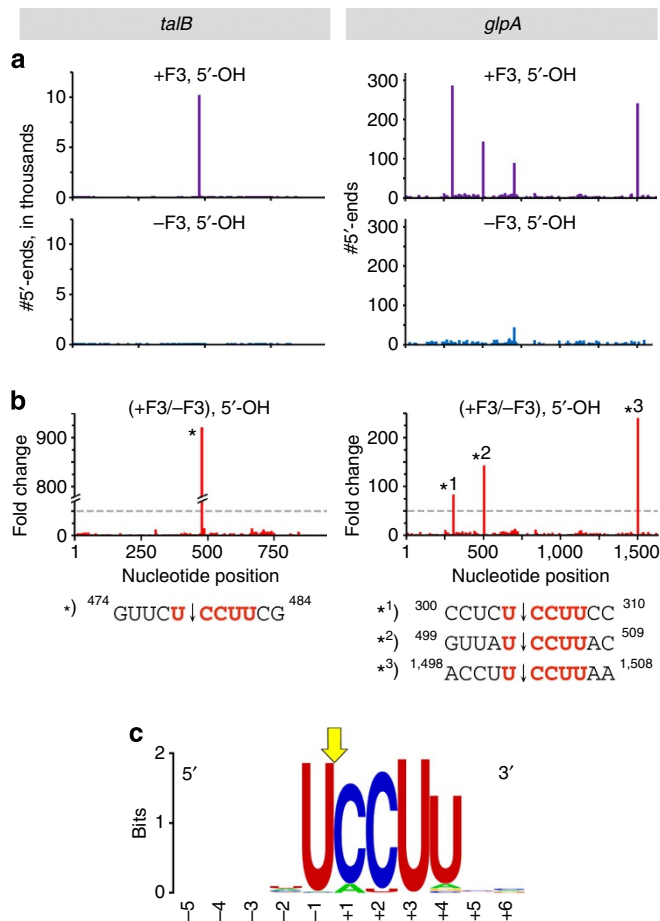 talB
glpA
a
+F3, 5′-OH
+F3, 5′-OH
10
5
0
300
200
100
0
#5′-ends, in thousands
#5′-ends
–F3, 5′-OH
–F3, 5′-OH
10
5
0
300
200
100
0
b
(+F3/–F3), 5′-OH
(+F3/–F3), 5′-OH
Fold change
900
800
0
*
Fold change
200
100
0
*1
*2
*3
1 250 500 750
1 500 1,000 1,500
Nucleotide position
Nucleotide position
*) 474 GUUCU↓CCUUCG 484
*1) 300 CCUCU↓CCUUCC 310
*2) 499 GUUAU↓CCUUAC 509
*3) 1,498 ACCUU↓CCUUAA 1,508
c
Bits
2
1
0
5′
3′
UCCUU
–5 –4 –3 –2 –1 +1 +2 +3 +4 +5 +6